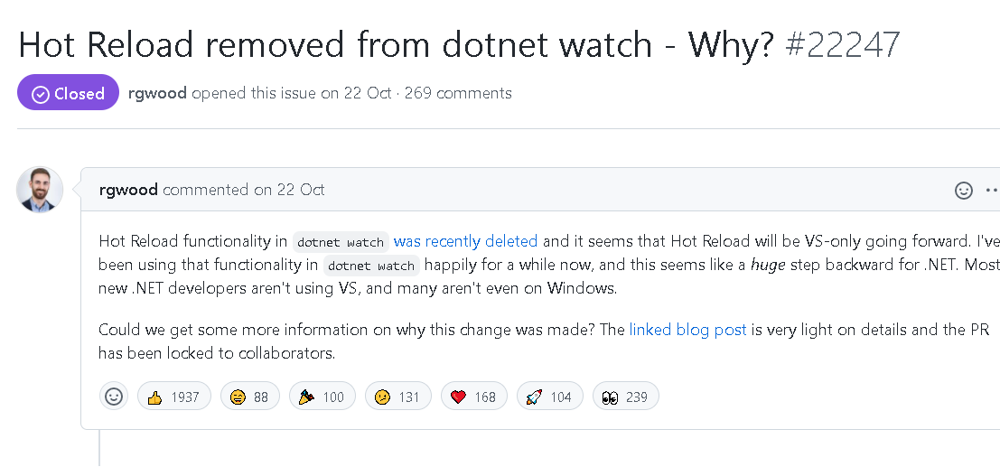 Hot Reload removed from dotnet watch - Why? #22247
Closed rgwood opened this issue on 22 Oct · 269 comments
rgwood commented on 22 Oct
Hot Reload functionality in dotnet watch was recently deleted and it seems that Hot Reload will be VS-only going forward. I've
been using that functionality in dotnet watch happily for a while now, and this seems like a huge step backward for .NET. Most
new .NET developers aren't using VS, and many aren't even on Windows.
Could we get some more information on why this change was made? The linked blog post is very light on details and the PR
has been locked to collaborators.
1937 88 100 131 168 104 239